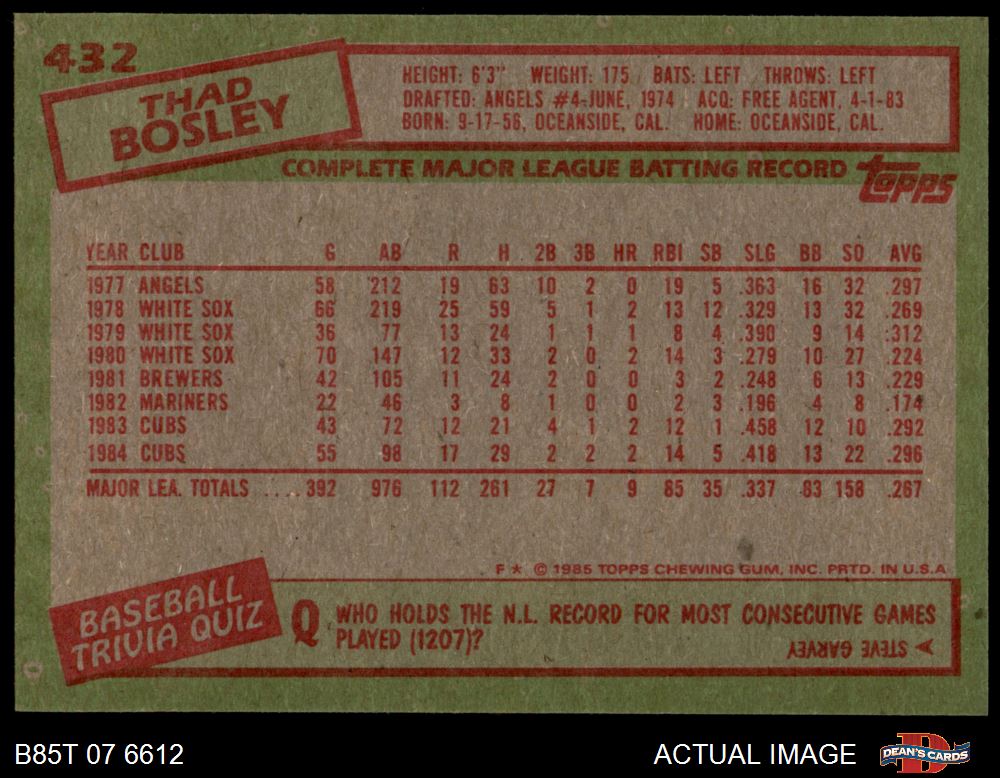 432
THAD
BOSLEY
HEIGHT: 6'3" WEIGHT: 175 BATS: LEFT THROWS: LEFT
DRAFTED: ANGELS #4-JUNE, 1974 ACQ: FREE AGENT, 4-1-83
BORN: 9-17-56, OCEANSIDE, CAL. HOME: OCEANSIDE, CAL.
COMPLETE MAJOR LEAGUE BATTING RECORD topps
YEAR CLUB G AB R H 2B 3B HR RBI SB SLG BB SO AVG
1977 ANGELS 58 212 19 63 10 2 0 19 5 .363 16 32 .297
1978 WHITE SOX 66 219 25 59 5 1 2 13 12 .329 13 32 .269
1979 WHITE SOX 36 77 13 24 1 1 1 8 4 .390 9 14 .312
1980 WHITE SOX 70 147 12 33 2 0 2 14 3 .279 10 27 .224
1981 BREWERS 42 105 11 24 2 0 0 3 2 .248 6 13 .229
1982 MARINERS 22 46 3 8 1 0 0 2 3 .196 4 8 .174
1983 CUBS 43 72 12 21 4 1 2 12 1 .458 12 10 .292
1984 CUBS 55 98 17 29 2 2 2 14 5 .418 13 22 .296
MAJOR LEA. TOTALS .... 392 976 112 261 27 7 9 85 35 .337 83 158 .267
F* © 1985 TOPPS CHEWING GUM, INC. PRTD. IN U.S.A
BASEBALL
TRIVIA QUIZ
Q WHO HOLDS THE N.L. RECORD FOR MOST CONSECUTIVE GAMES
PLAYED (1207)?
A STEVE GARVEY
B85T 07 6612 ACTUAL IMAGE D DEAN'S CARDS